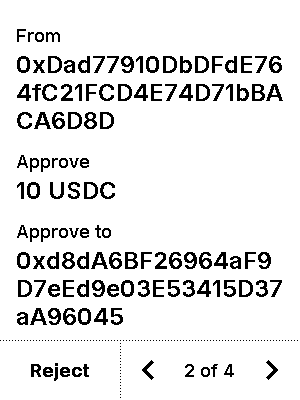 From
0xDad77910DbDFdE76
4fC21FCD4E74D71bBA
CA6D8D
Approve
10 USDC
Approve to
0xd8dA6BF26964aF9
D7eEd9e03E53415D37
aA96045
Reject
2 of 4